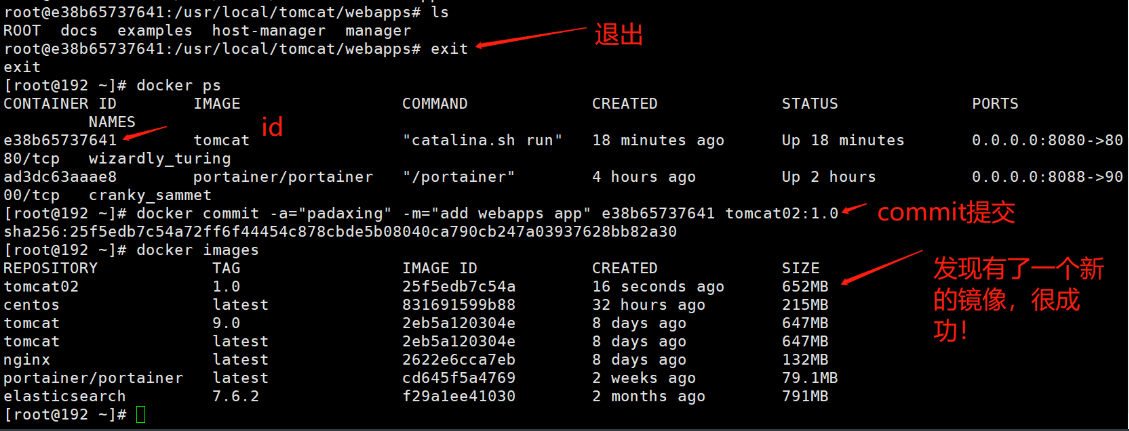 root@e38b65737641:/usr/local/tomcat/webapps# ls
ROOT  docs  examples  host-manager  manager
root@e38b65737641:/usr/local/tomcat/webapps# exit
退出
exit
[root@192 ~]# docker ps
CONTAINER ID        IMAGE                 COMMAND             CREATED             STATUS              PORTS
         NAMES
id
e38b65737641        tomcat                "catalina.sh run"   18 minutes ago      Up 18 minutes       0.0.0.0:8080->80
80/tcp   wizardly_turing
ad3dc63aaae8        portainer/portainer   "/portainer"        4 hours ago         Up 2 hours          0.0.0.0:8088->90
00/tcp   cranky_sammet
[root@192 ~]# docker commit -a="padaxing" -m="add webapps app" e38b65737641 tomcat02:1.0
commit提交
sha256:25f5edb7c54a72ff6f44454c878cbde5b08040ca790cb247a03937628bb82a30
[root@192 ~]# docker images
REPOSITORY            TAG                 IMAGE ID            CREATED             SIZE
tomcat02              1.0                 25f5edb7c54a        16 seconds ago      652MB
centos                latest              831691599b88        32 hours ago        215MB
tomcat                9.0                 2eb5a120304e        8 days ago          647MB
tomcat                latest              2eb5a120304e        8 days ago          647MB
nginx                 latest              2622e6cca7eb        8 days ago          132MB
portainer/portainer   latest              cd645f5a4769        2 weeks ago         79.1MB
elasticsearch         7.6.2               f29a1ee41030        2 months ago        791MB
[root@192 ~]#
发现有了一个新
的镜像，很成
功！